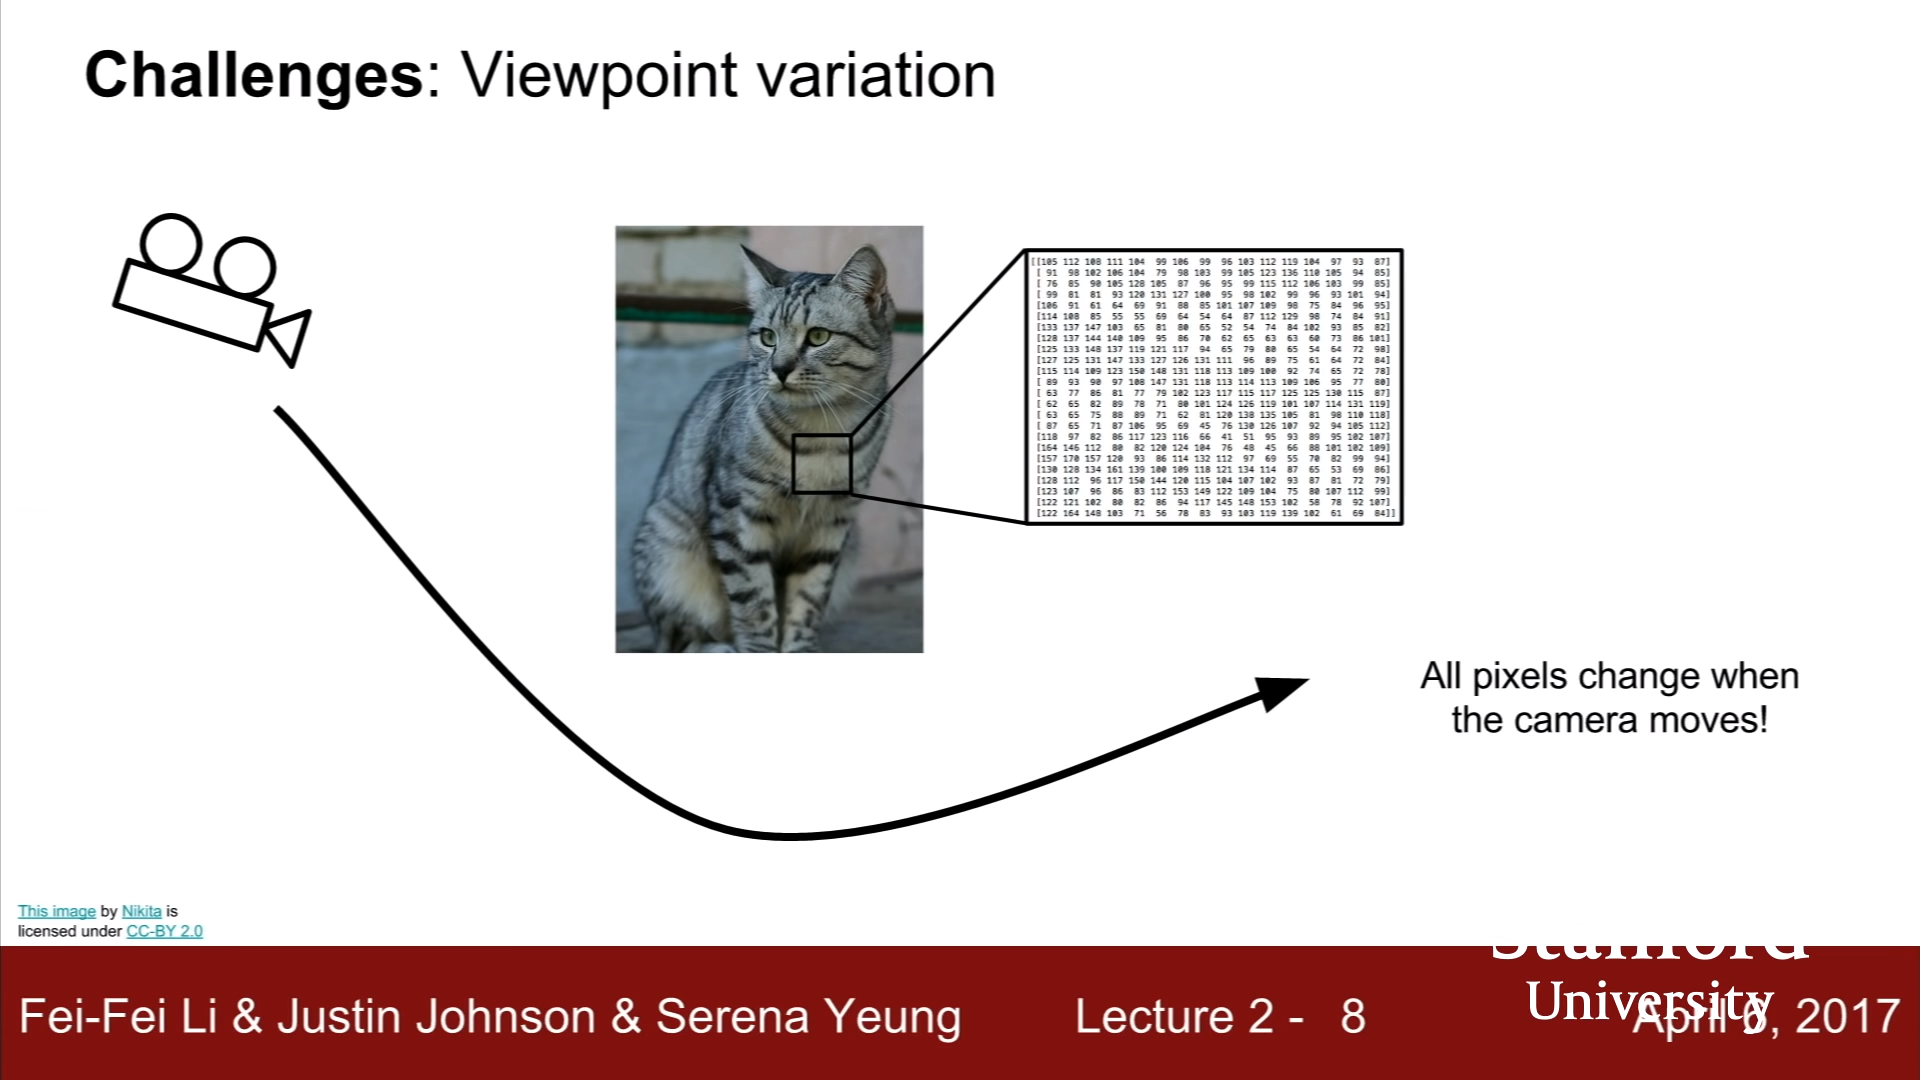 Challenges: Viewpoint variation
[[105 112 108 111 104 99 106 99 96 103 112 119 104 97 93 87]
[ 91 98 102 106 104 79 98 103 99 105 123 136 110 105 94 85]
[ 76 85 90 105 128 105 87 96 95 99 115 112 106 103 99 85]
[ 99 81 81 93 120 131 127 100 95 98 102 99 96 93 101 94]
[106 91 61 64 69 91 88 85 101 107 109 98 75 84 96 95]
[114 108 85 55 55 69 64 54 64 87 112 129 98 74 84 91]
[133 137 147 103 65 81 80 65 52 54 74 84 102 93 85 82]
[128 137 144 140 109 95 86 70 62 65 63 63 60 73 86 101]
[125 133 148 137 119 121 117 94 65 79 80 65 54 64 72 98]
[127 125 131 147 133 127 126 131 111 96 89 75 61 64 72 84]
[115 114 109 123 150 148 131 118 113 109 100 92 74 65 72 78]
[ 89 93 90 97 108 147 131 118 113 114 113 109 106 95 77 80]
[ 63 77 86 81 77 79 102 123 117 115 117 125 125 130 115 87]
[ 62 65 82 89 78 71 80 101 124 126 119 101 107 114 131 119]
[ 63 65 75 88 89 71 62 81 120 138 135 105 81 98 110 118]
[ 87 65 71 87 106 95 69 45 76 130 126 107 92 94 105 112]
[118 97 82 86 117 123 116 66 41 51 95 93 89 95 102 107]
[164 146 112 80 82 120 124 104 76 48 45 66 88 101 102 109]
[157 170 157 120 93 86 114 132 112 97 69 55 70 82 99 94]
[130 128 134 161 139 100 109 118 121 134 114 87 65 53 69 86]
[128 112 96 117 150 144 120 115 104 107 102 93 87 81 72 79]
[123 107 96 86 83 112 153 149 122 109 104 75 80 107 112 99]
[122 121 102 80 82 86 94 117 145 148 153 102 58 78 92 107]
[122 164 148 103 71 56 78 83 93 103 119 139 102 61 69 84]]
All pixels change when
the camera moves!
This image by Nikita is
licensed under CC-BY 2.0
Stanford
University
Fei-Fei Li & Justin Johnson & Serena Yeung Lecture 2 - 8 April 6, 2017